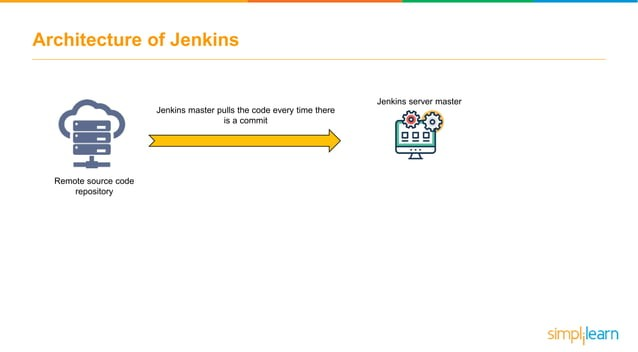 Architecture of Jenkins
Jenkins master pulls the code every time there
is a commit
Jenkins server master
Remote source code
repository
simplilearn